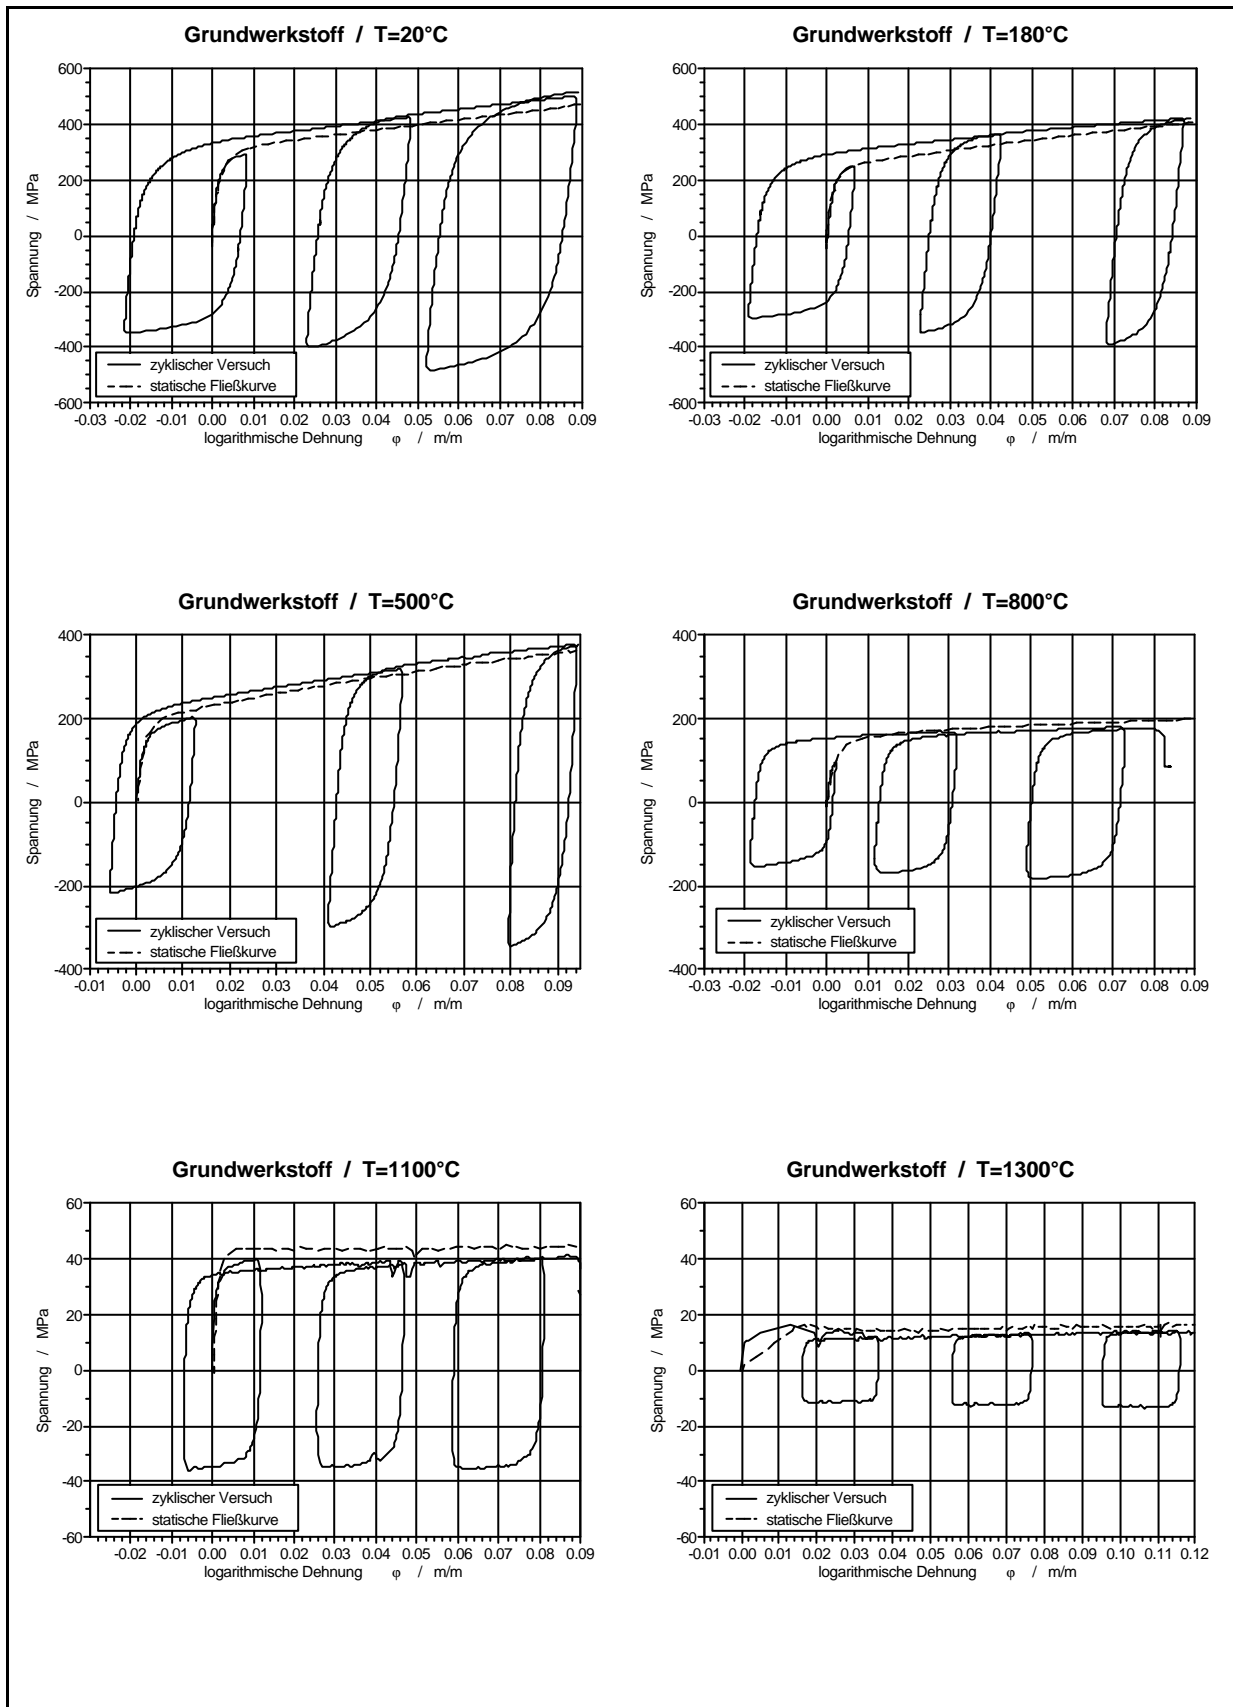 Grundwerkstoff / T=20°C
600
400
200
0
-200
-400
-600
Spannung / MPa
zyklischer Versuch
statische Fließkurve
-0.03 -0.02 -0.01 0.00 0.01 0.02 0.03 0.04 0.05 0.06 0.07 0.08 0.09
logarithmische Dehnung φ / m/m
Grundwerkstoff / T=180°C
600
400
200
0
-200
-400
-600
Spannung / MPa
zyklischer Versuch
statische Fließkurve
-0.03 -0.02 -0.01 0.00 0.01 0.02 0.03 0.04 0.05 0.06 0.07 0.08 0.09
logarithmische Dehnung φ / m/m
Grundwerkstoff / T=500°C
400
200
0
-200
-400
Spannung / MPa
zyklischer Versuch
statische Fließkurve
-0.01 0.00 0.01 0.02 0.03 0.04 0.05 0.06 0.07 0.08 0.09
logarithmische Dehnung φ / m/m
Grundwerkstoff / T=800°C
400
200
0
-200
-400
Spannung / MPa
zyklischer Versuch
statische Fließkurve
-0.03 -0.02 -0.01 0.00 0.01 0.02 0.03 0.04 0.05 0.06 0.07 0.08 0.09
logarithmische Dehnung φ / m/m
Grundwerkstoff / T=1100°C
60
40
20
0
-20
-40
-60
Spannung / MPa
zyklischer Versuch
statische Fließkurve
-0.02 -0.01 0.00 0.01 0.02 0.03 0.04 0.05 0.06 0.07 0.08 0.09
logarithmische Dehnung φ / m/m
Grundwerkstoff / T=1300°C
60
40
20
0
-20
-40
-60
Spannung / MPa
zyklischer Versuch
statische Fließkurve
-0.01 0.00 0.01 0.02 0.03 0.04 0.05 0.06 0.07 0.08 0.09 0.10 0.11 0.12
logarithmische Dehnung φ / m/m